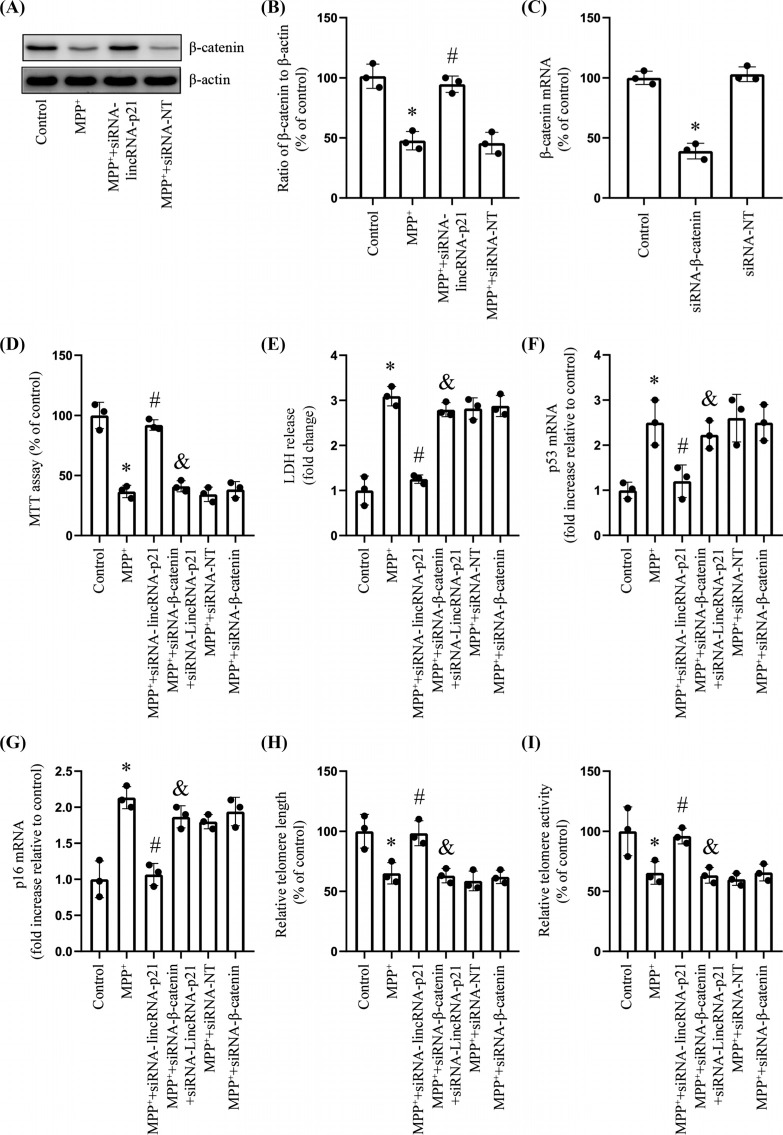 (A)
β-catenin
β-actin
Control
MPP⁺
MPP⁺+siRNA-
lincRNA-p21
MPP⁺+siRNA-NT
(B)
Ratio of β-catenin to β-actin
(% of control)
150
100
50
0
*
#
Control
MPP⁺
MPP⁺+siRNA-
lincRNA-p21
MPP⁺+siRNA-NT
(C)
β-catenin mRNA
(% of control)
150
100
50
0
*
Control
siRNA-β-catenin
siRNA-NT
(D)
MTT assay (% of control)
150
100
50
0
*
#
&
Control
MPP⁺
MPP⁺+siRNA-lincRNA-p21
MPP⁺+siRNA-β-catenin
+siRNA-LincRNA-p21
MPP⁺+siRNA-NT
MPP⁺+siRNA-β-catenin
(E)
LDH release
(fold change)
4
3
2
1
0
*
#
&
Control
MPP⁺
MPP⁺+siRNA-lincRNA-p21
MPP⁺+siRNA-β-catenin
+siRNA-LincRNA-p21
MPP⁺+siRNA-NT
MPP⁺+siRNA-β-catenin
(F)
p53 mRNA
(fold increase relative to control)
4
3
2
1
0
*
#
&
Control
MPP⁺
MPP⁺+siRNA-lincRNA-p21
MPP⁺+siRNA-β-catenin
+siRNA-LincRNA-p21
MPP⁺+siRNA-NT
MPP⁺+siRNA-β-catenin
(G)
p16 mRNA
(fold increase relative to control)
2.5
2.0
1.5
1.0
0.5
0.0
*
#
&
Control
MPP⁺
MPP⁺+siRNA-lincRNA-p21
MPP⁺+siRNA-β-catenin
+siRNA-LincRNA-p21
MPP⁺+siRNA-NT
MPP⁺+siRNA-β-catenin
(H)
Relative telomere length
(% of control)
150
100
50
0
*
#
&
Control
MPP⁺
MPP⁺+siRNA-lincRNA-p21
MPP⁺+siRNA-β-catenin
+siRNA-LincRNA-p21
MPP⁺+siRNA-NT
MPP⁺+siRNA-β-catenin
(I)
Relative telomere activity
(% of control)
150
100
50
0
*
#
&
Control
MPP⁺
MPP⁺+siRNA-lincRNA-p21
MPP⁺+siRNA-β-catenin
+siRNA-LincRNA-p21
MPP⁺+siRNA-NT
MPP⁺+siRNA-β-catenin